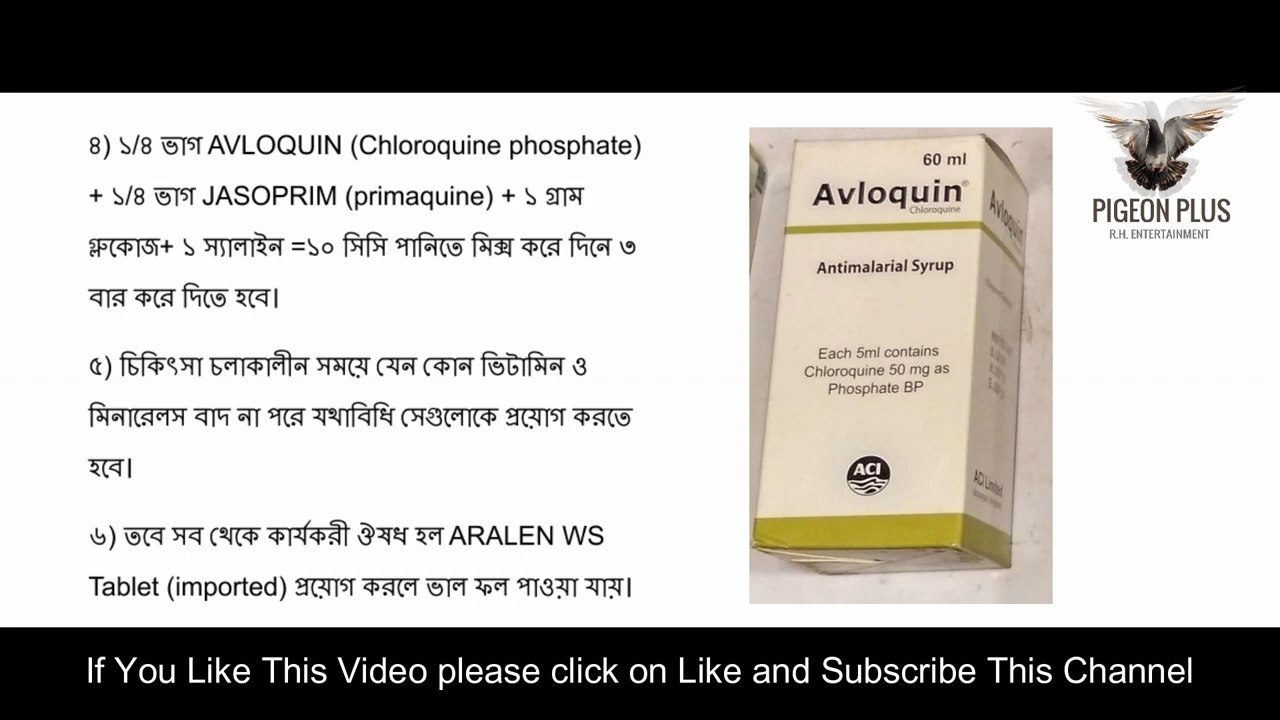 ৪) ১/৪ ভাগ AVLOQUIN (Chloroquine phosphate)
+ ১/৪ ভাগ JASOPRIM (primaquine) + ১ গ্রাম
গ্লুকোজ+ ১ স্যালাইন =১০ সিসি পানিতে মিক্স করে দিনে ৩
বার করে দিতে হবে।
৫) চিকিৎসা চলাকালীন সময়ে যেন কোন ভিটামিন ও
মিনারেলস বাদ না পরে যথাবিধি সেগুলোকে প্রয়োগ করতে
হবে।
৬) তবে সব থেকে কার্যকরী ঔষধ হল ARALEN WS
Tablet (imported) প্রয়োগ করলে ভাল ফল পাওয়া যায়।
60 ml
Avloquin®
Chloroquine
Antimalarial Syrup
Each 5ml contains
Chloroquine 50 mg as
Phosphate BP
ACI
Avloquin
ACI Limited
PIGEON PLUS
R.H. ENTERTAINMENT
If You Like This Video please click on Like and Subscribe This Channel